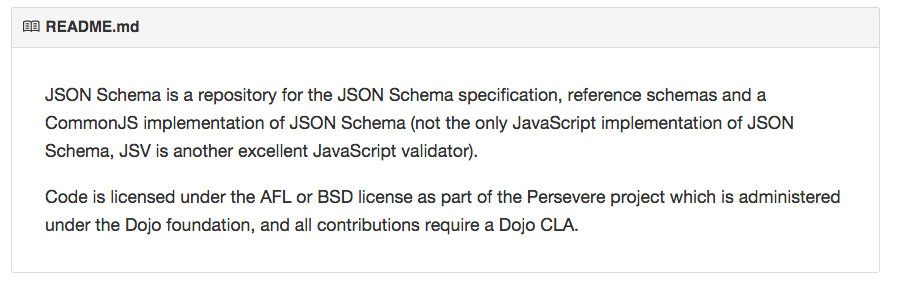 README.md
JSON Schema is a repository for the JSON Schema specification, reference schemas and a
CommonJS implementation of JSON Schema (not the only JavaScript implementation of JSON
Schema, JSV is another excellent JavaScript validator).
Code is licensed under the AFL or BSD license as part of the Persevere project which is administered
under the Dojo foundation, and all contributions require a Dojo CLA.